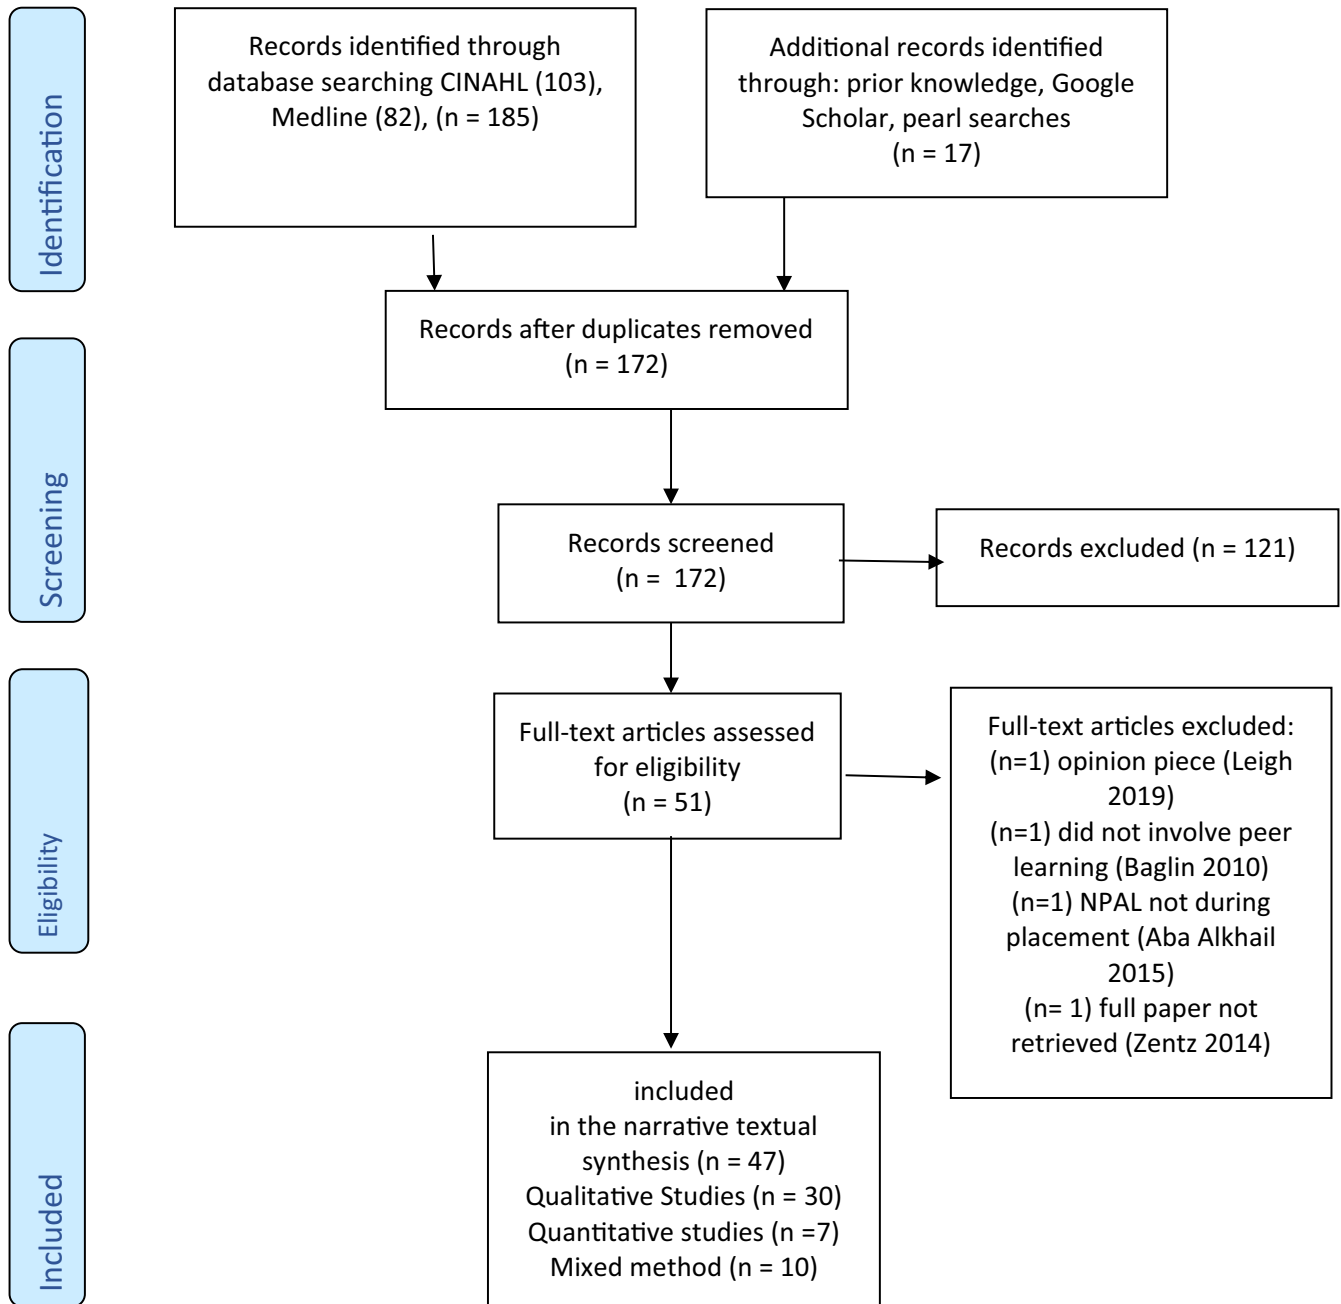 Identification
Records identified through
database searching CINAHL (103),
Medline (82), (n = 185)
Additional records identified
through: prior knowledge, Google
Scholar, pearl searches
(n = 17)
Records after duplicates removed
(n = 172)
Screening
Records screened
(n =  172)
Records excluded (n = 121)
Eligibility
Full-text articles assessed
for eligibility
(n = 51)
Full-text articles excluded:
(n=1) opinion piece (Leigh
2019)
(n=1) did not involve peer
learning (Baglin 2010)
(n=1) NPAL not during
placement (Aba Alkhail
2015)
(n= 1) full paper not
retrieved (Zentz 2014)
Included
included
in the narrative textual
synthesis (n = 47)
Qualitative Studies (n = 30)
Quantitative studies (n =7)
Mixed method (n = 10)